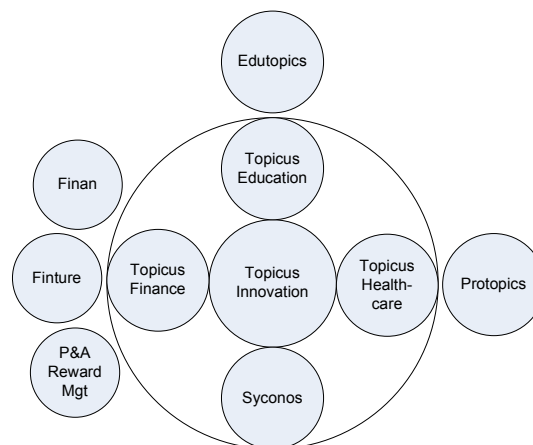 Edutopics
Topicus
Education
Finan
Finture
Topicus
Finance
Topicus
Innovation
Topicus
Health-
care
Protopics
P&A
Reward
Mgt
Syconos